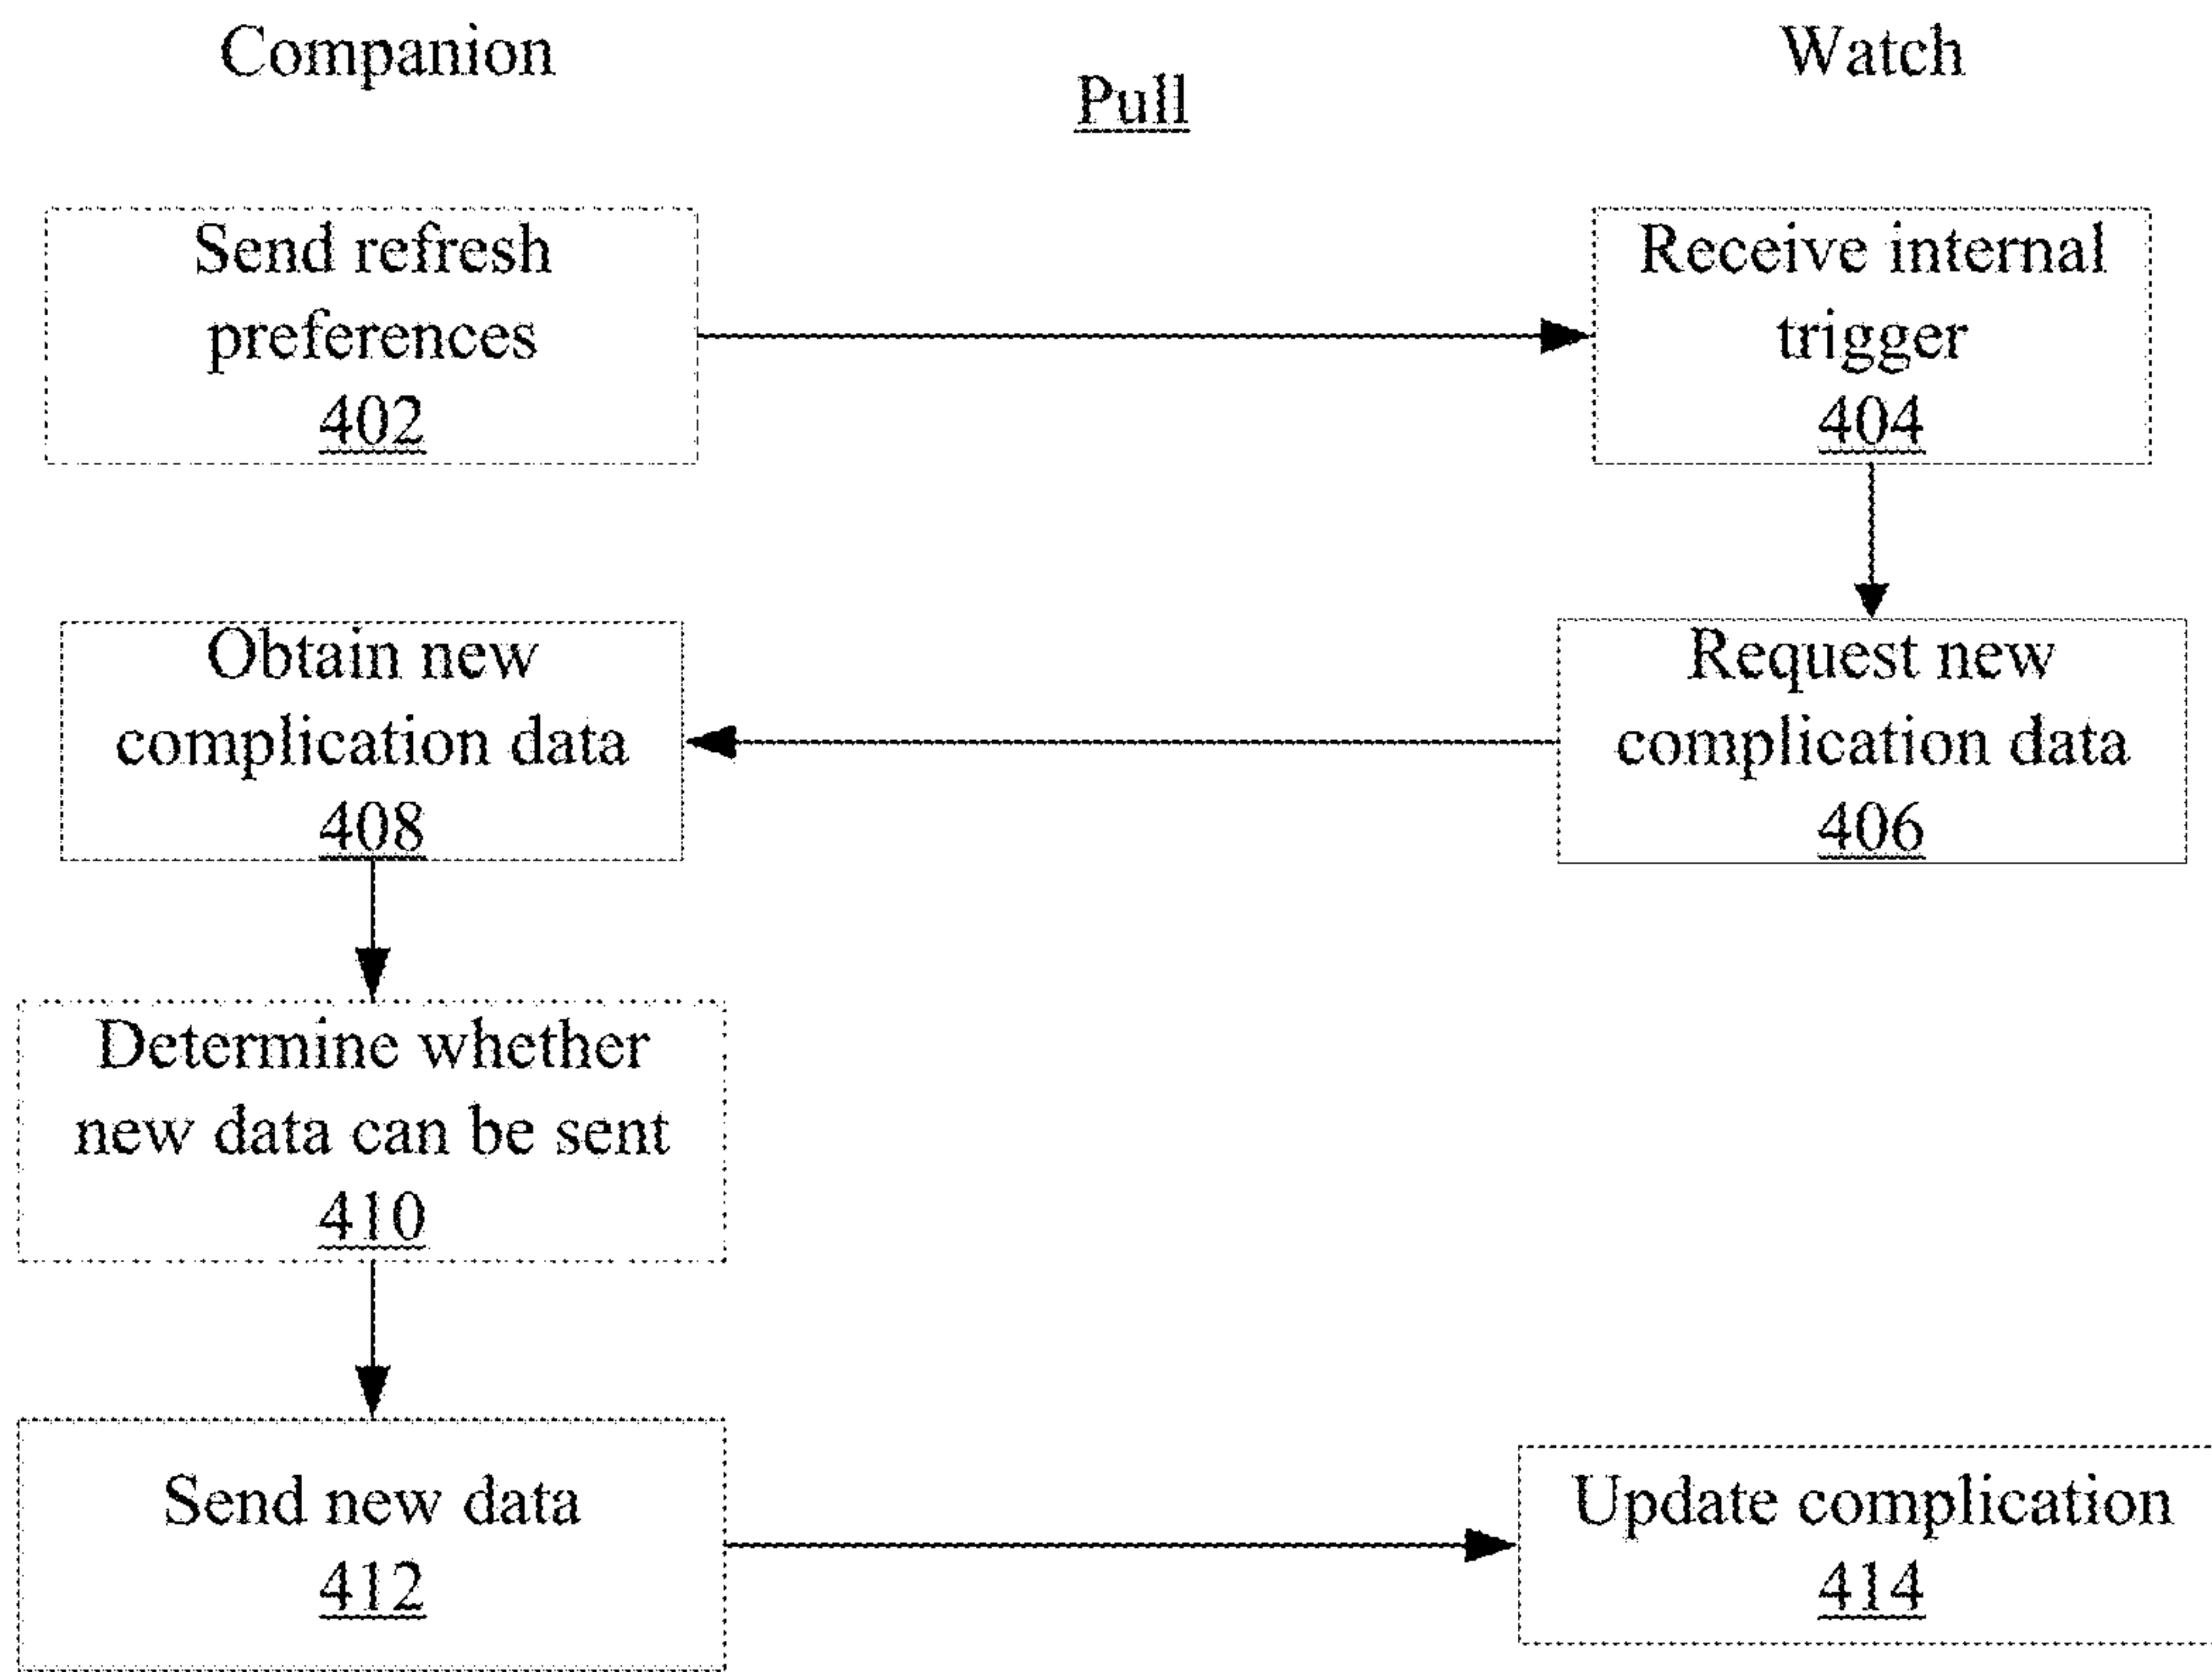 Companion
Pull
Watch
Send refresh
preferences
402
Receive internal
trigger
404
Obtain new
complication data
408
Request new
complication data
406
Determine whether
new data can be sent
410
Send new data
412
Update complication
414